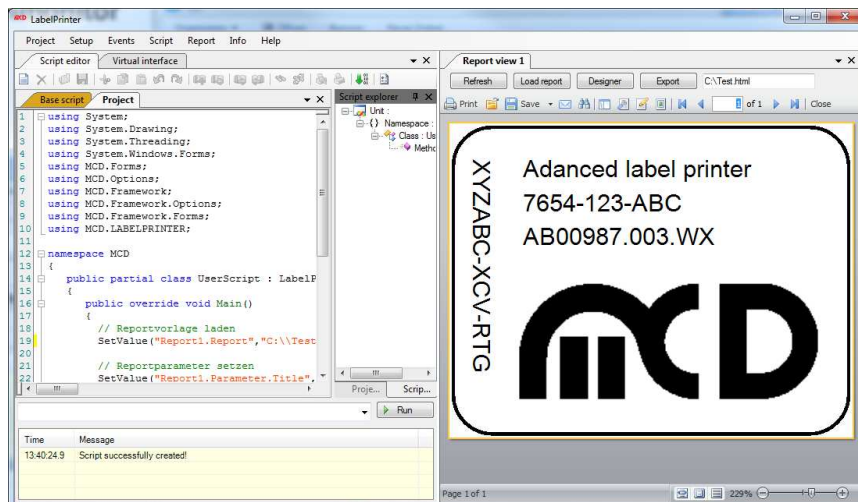 LabelPrinter
Project Setup Events Script Report Info Help
Script editor Virtual interface
Base script Project
1 using System;
2 using System.Drawing;
3 using System.Threading;
4 using System.Windows.Forms;
5 using MCD.Forms;
6 using MCD.Options;
7 using MCD.Framework;
8 using MCD.Framework.Options;
9 using MCD.Framework.Forms;
10 using MCD.LABELPRINTER;
11
12 namespace MCD
13 {
14 public partial class UserScript : LabelP
15 {
16 public override void Main()
17 {
18 // Reportvorlage laden
19 SetValue("Report1.Report","C:\\Test
20
21 // Reportparameter setzen
22 SetValue("Report1.Parameter.Title",
Script explorer
Unit :
{} Namespace :
Class : Us
Metho
Proje... Scrip...
Run
Time Message
13:40:24.9 Script successfully created!
Report view 1
Refresh Load report Designer Export C:\Test.html
Print Save of 1 Close
XYZABC-XCV-RTG
Adanced label printer
7654-123-ABC
AB00987.003.WX
MCD
Page 1 of 1 229%